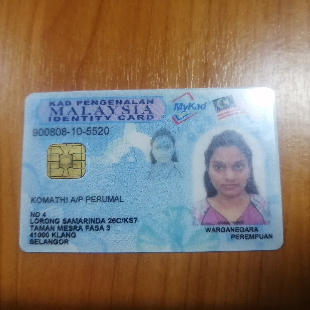 KAD PENGENALAN
MALAYSIA
IDENTITY CARD
MyKad
900808-10-5520
KOMATHI A/P PERUMAL
NO 4
LORONG SAMARINDA 26C/KS7
TAMAN MESRA FASA 3
41000 KLANG
SELANGOR
WARGANEGARA
PEREMPUAN